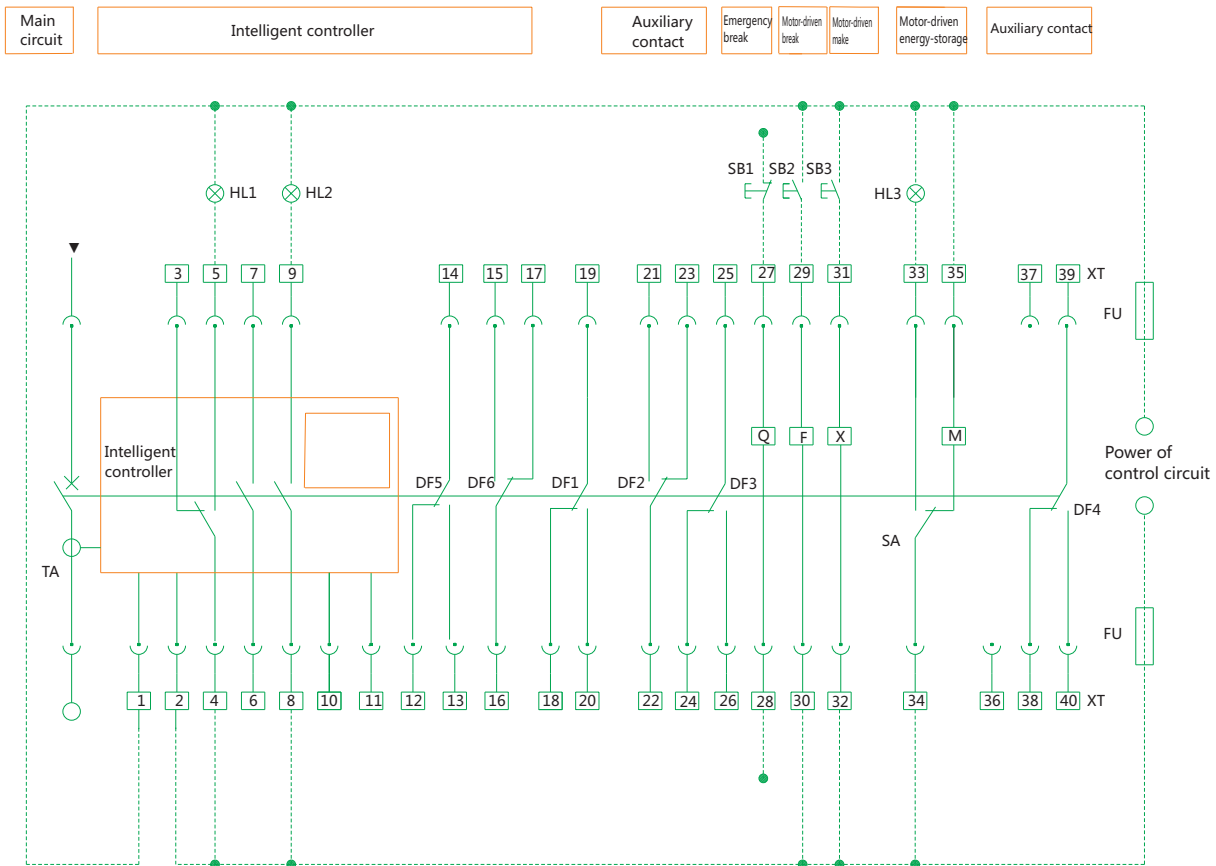 Main
circuit
Intelligent controller
Auxiliary
contact
Emergency
break
Motor-driven
break
Motor-driven
make
Motor-driven
energy-storage
Auxiliary contact
SB1 SB2 SB3
HL1 HL2 HL3
3 5 7 9 14 15 17 19 21 23 25 27 29 31 33 35 37 39 XT
FU
Q F X M
Intelligent
controller
Power of
control circuit
DF5 DF6 DF1 DF2 DF3 DF4
SA
TA
FU
1 2 4 6 8 10 11 12 13 16 18 20 22 24 26 28 30 32 34 36 38 40 XT